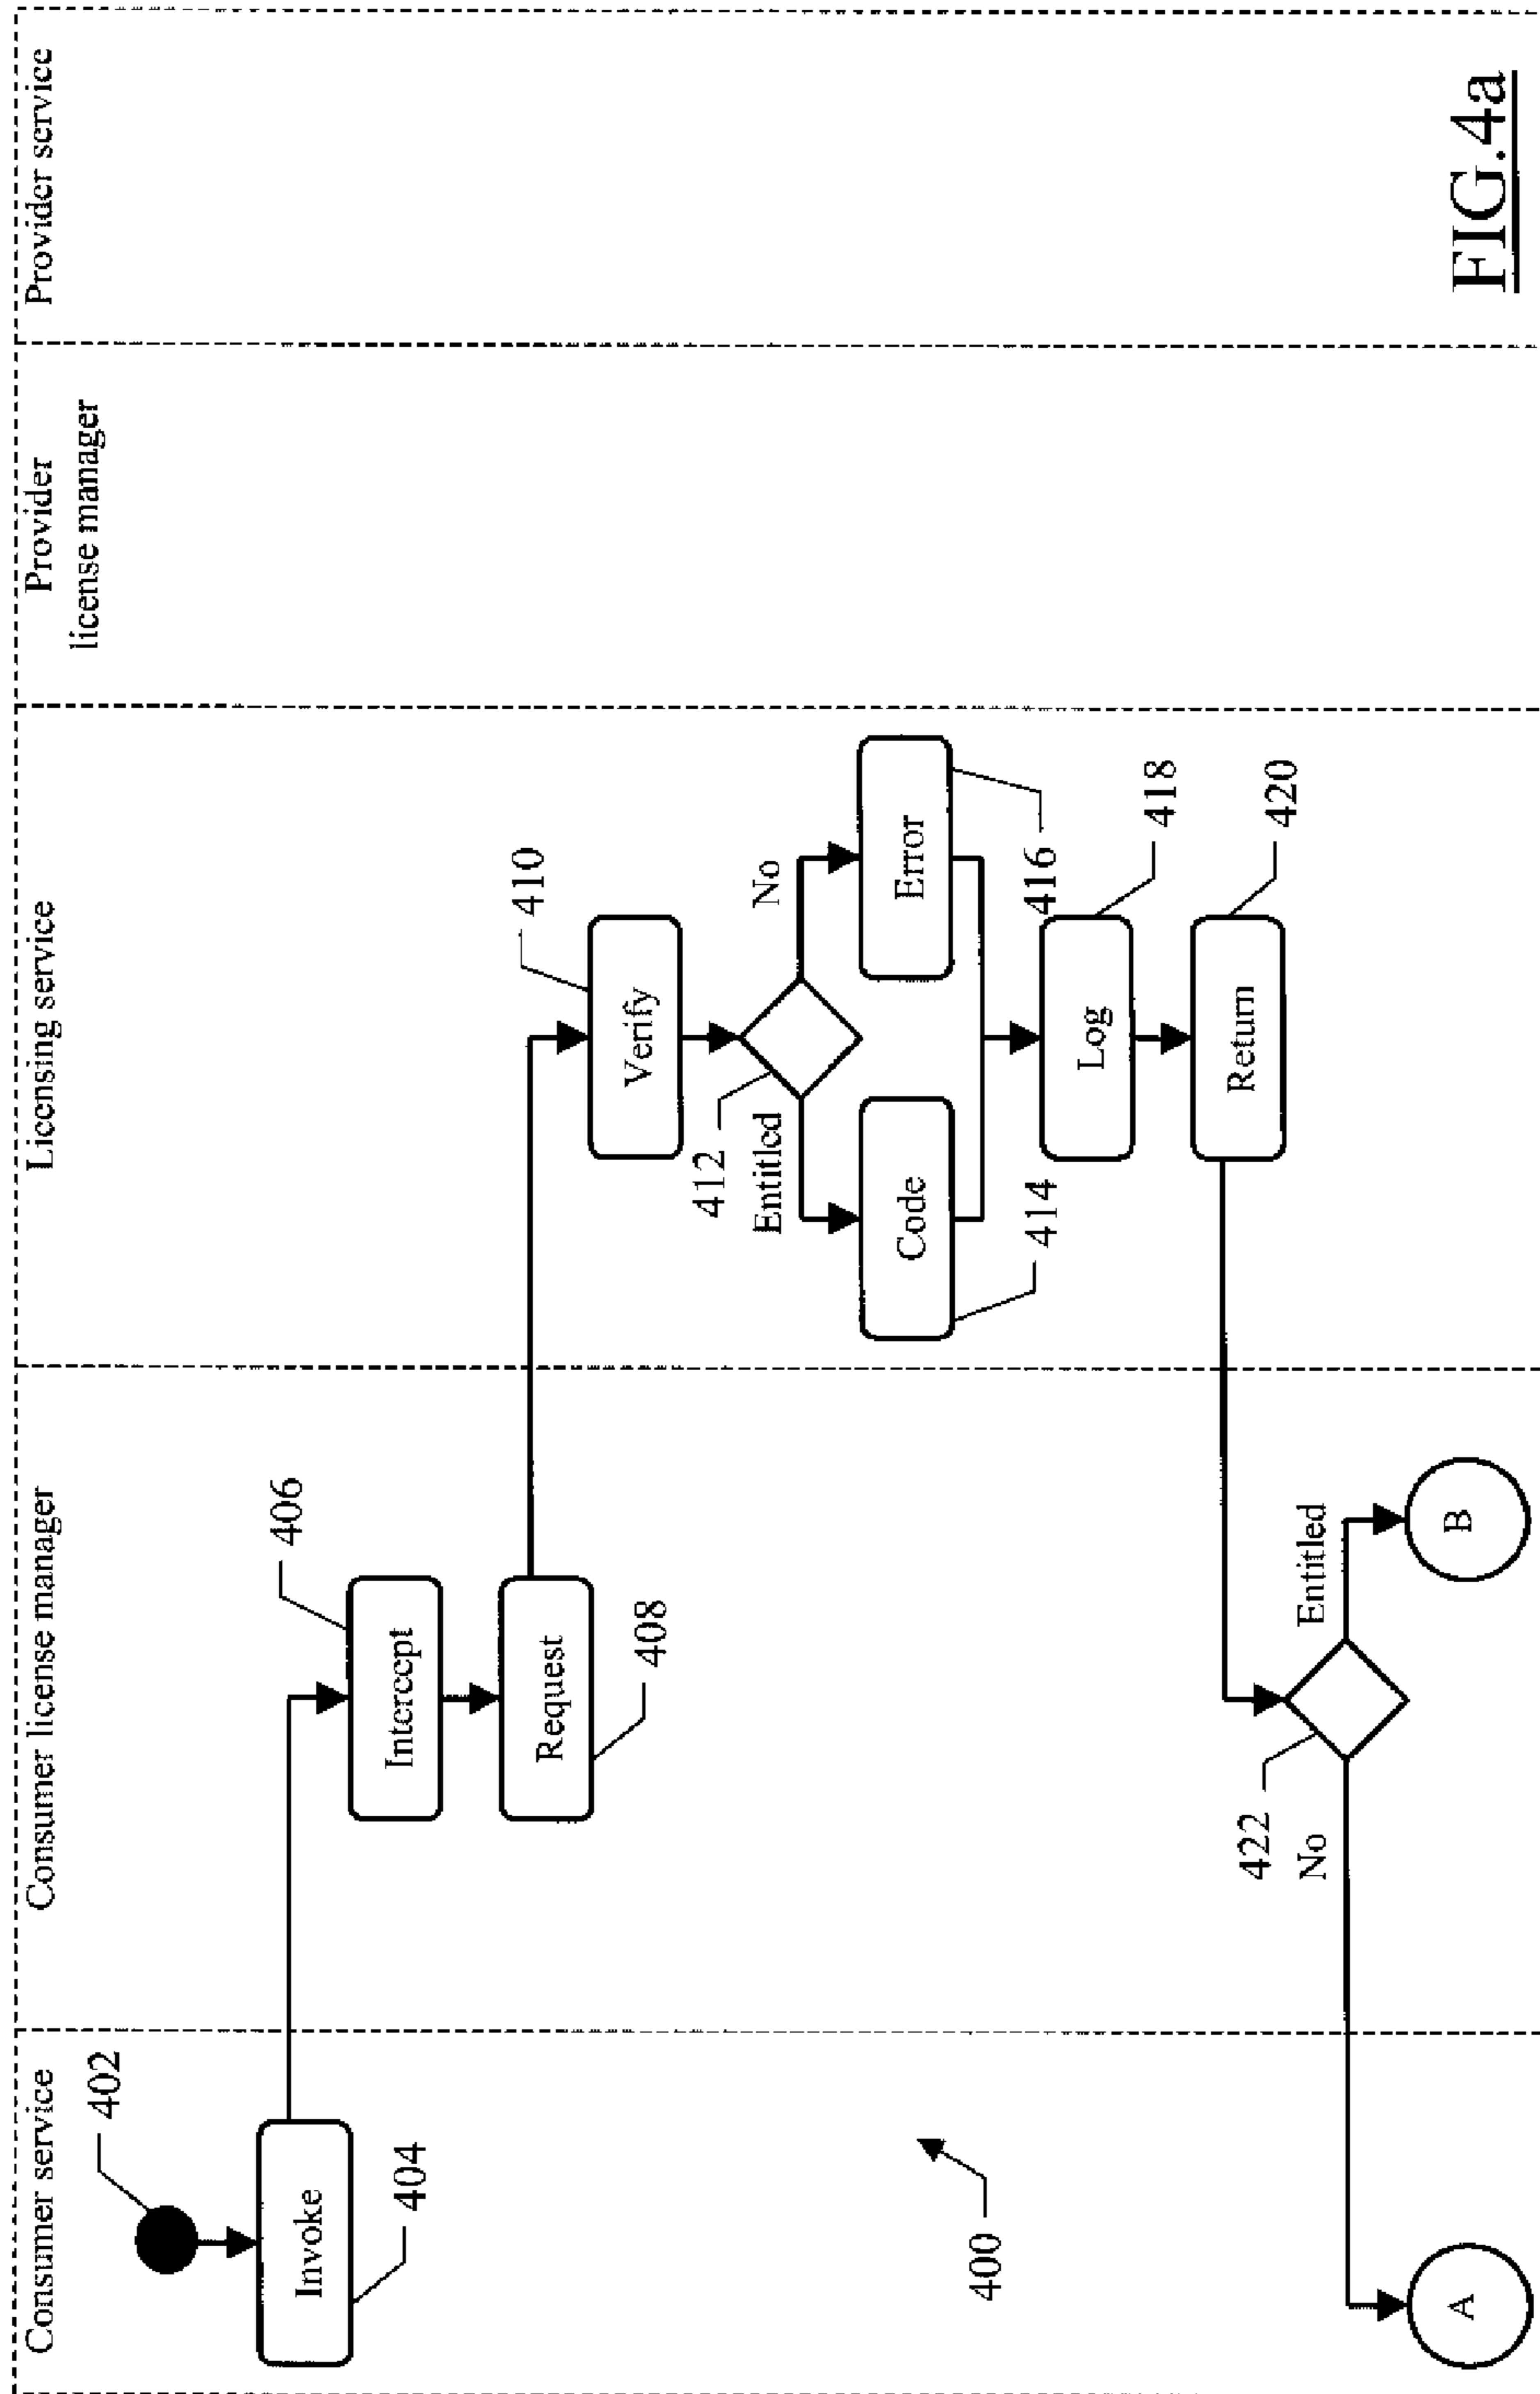 Consumer service
Consumer license manager
Licensing service
Provider
license manager
Provider service
402
Invoke
404
406
Intercept
Request
408
410
Verify
412
Entitled
No
Code
Error
414
416
Log
418
Return
420
400
422
No
Entitled
A
B
FIG.4a